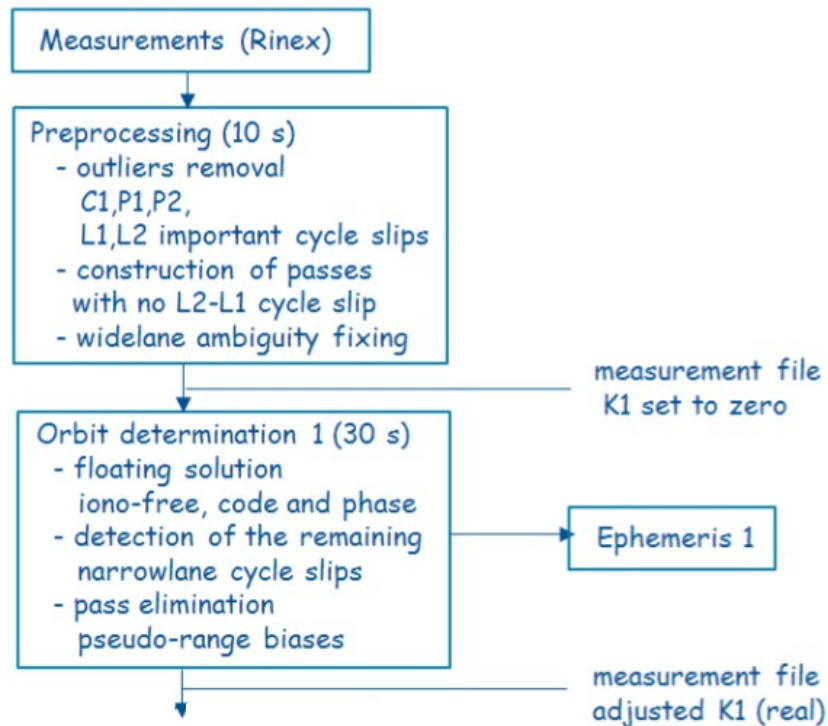 Measurements (Rinex)
Preprocessing (10 s)
- outliers removal
C1,P1,P2,
L1,L2 important cycle slips
- construction of passes
with no L2-L1 cycle slip
- widelane ambiguity fixing
measurement file
K1 set to zero
Orbit determination 1 (30 s)
- floating solution
iono-free, code and phase
- detection of the remaining
narrowlane cycle slips
- pass elimination
pseudo-range biases
Ephemeris 1
measurement file
adjusted K1 (real)